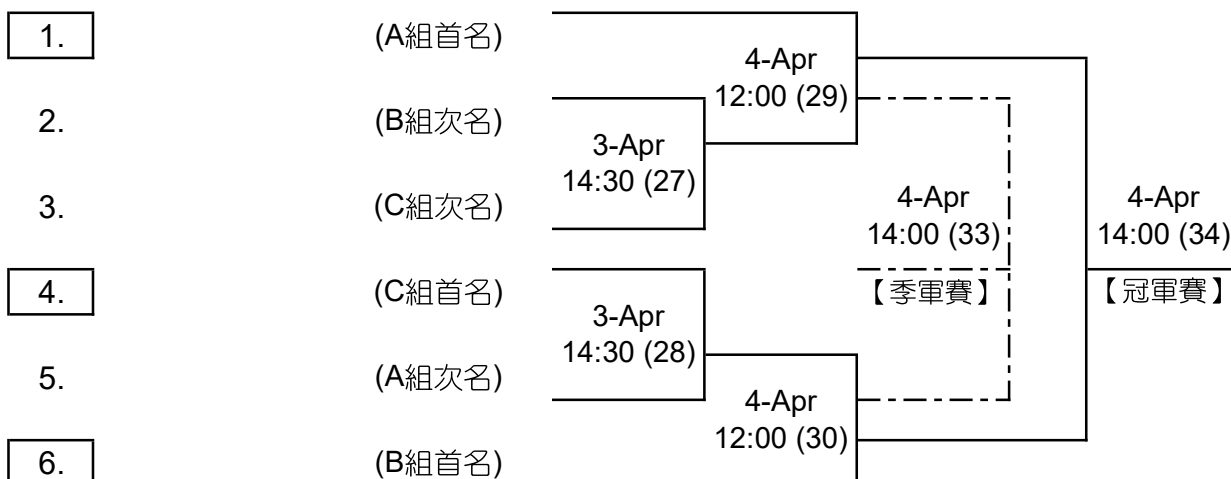 1. (A組首名)
4-Apr
12:00 (29)
2. (B組次名)
3-Apr
14:30 (27)
3. (C組次名)
4-Apr
14:00 (33)
【季軍賽】
4-Apr
14:00 (34)
【冠軍賽】
4. (C組首名)
3-Apr
14:30 (28)
5. (A組次名)
4-Apr
12:00 (30)
6. (B組首名)